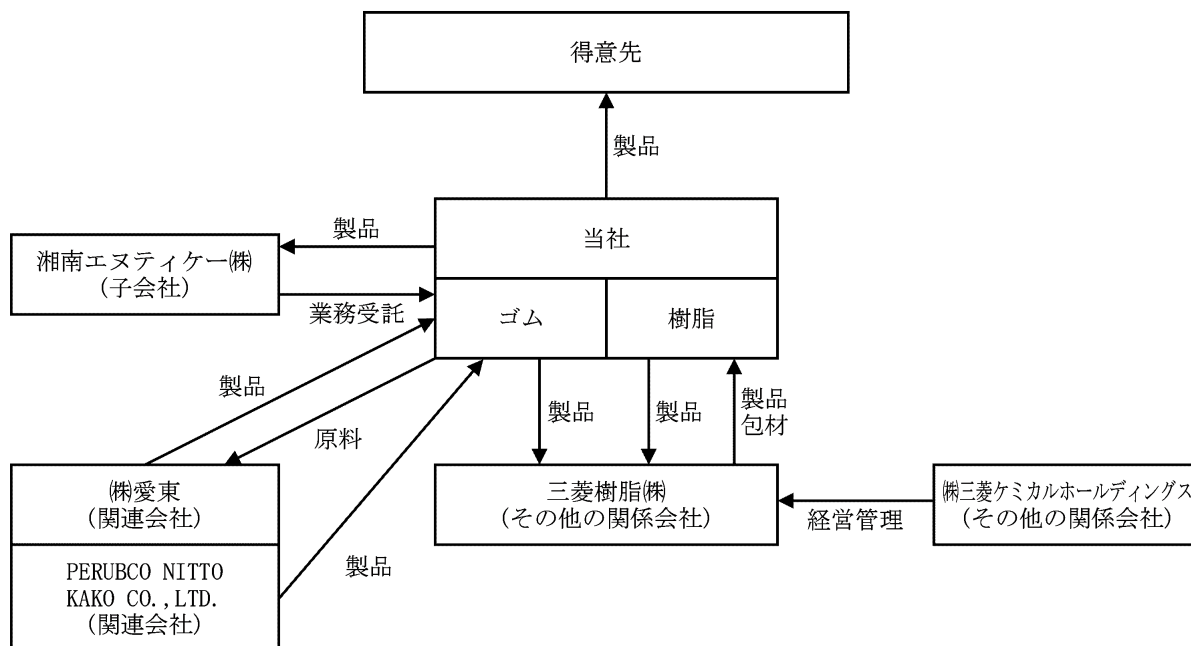 得意先
製品
当社
製品
湘南エヌティケー㈱
(子会社)
業務受託
ゴム
樹脂
製品
原料
製品
製品
製品
包材
㈱愛東
(関連会社)
三菱樹脂㈱
(その他の関係会社)
経営管理
㈱三菱ケミカルホールディングス
(その他の関係会社)
製品
PERUBCO NITTO
KAKO CO.,LTD.
(関連会社)